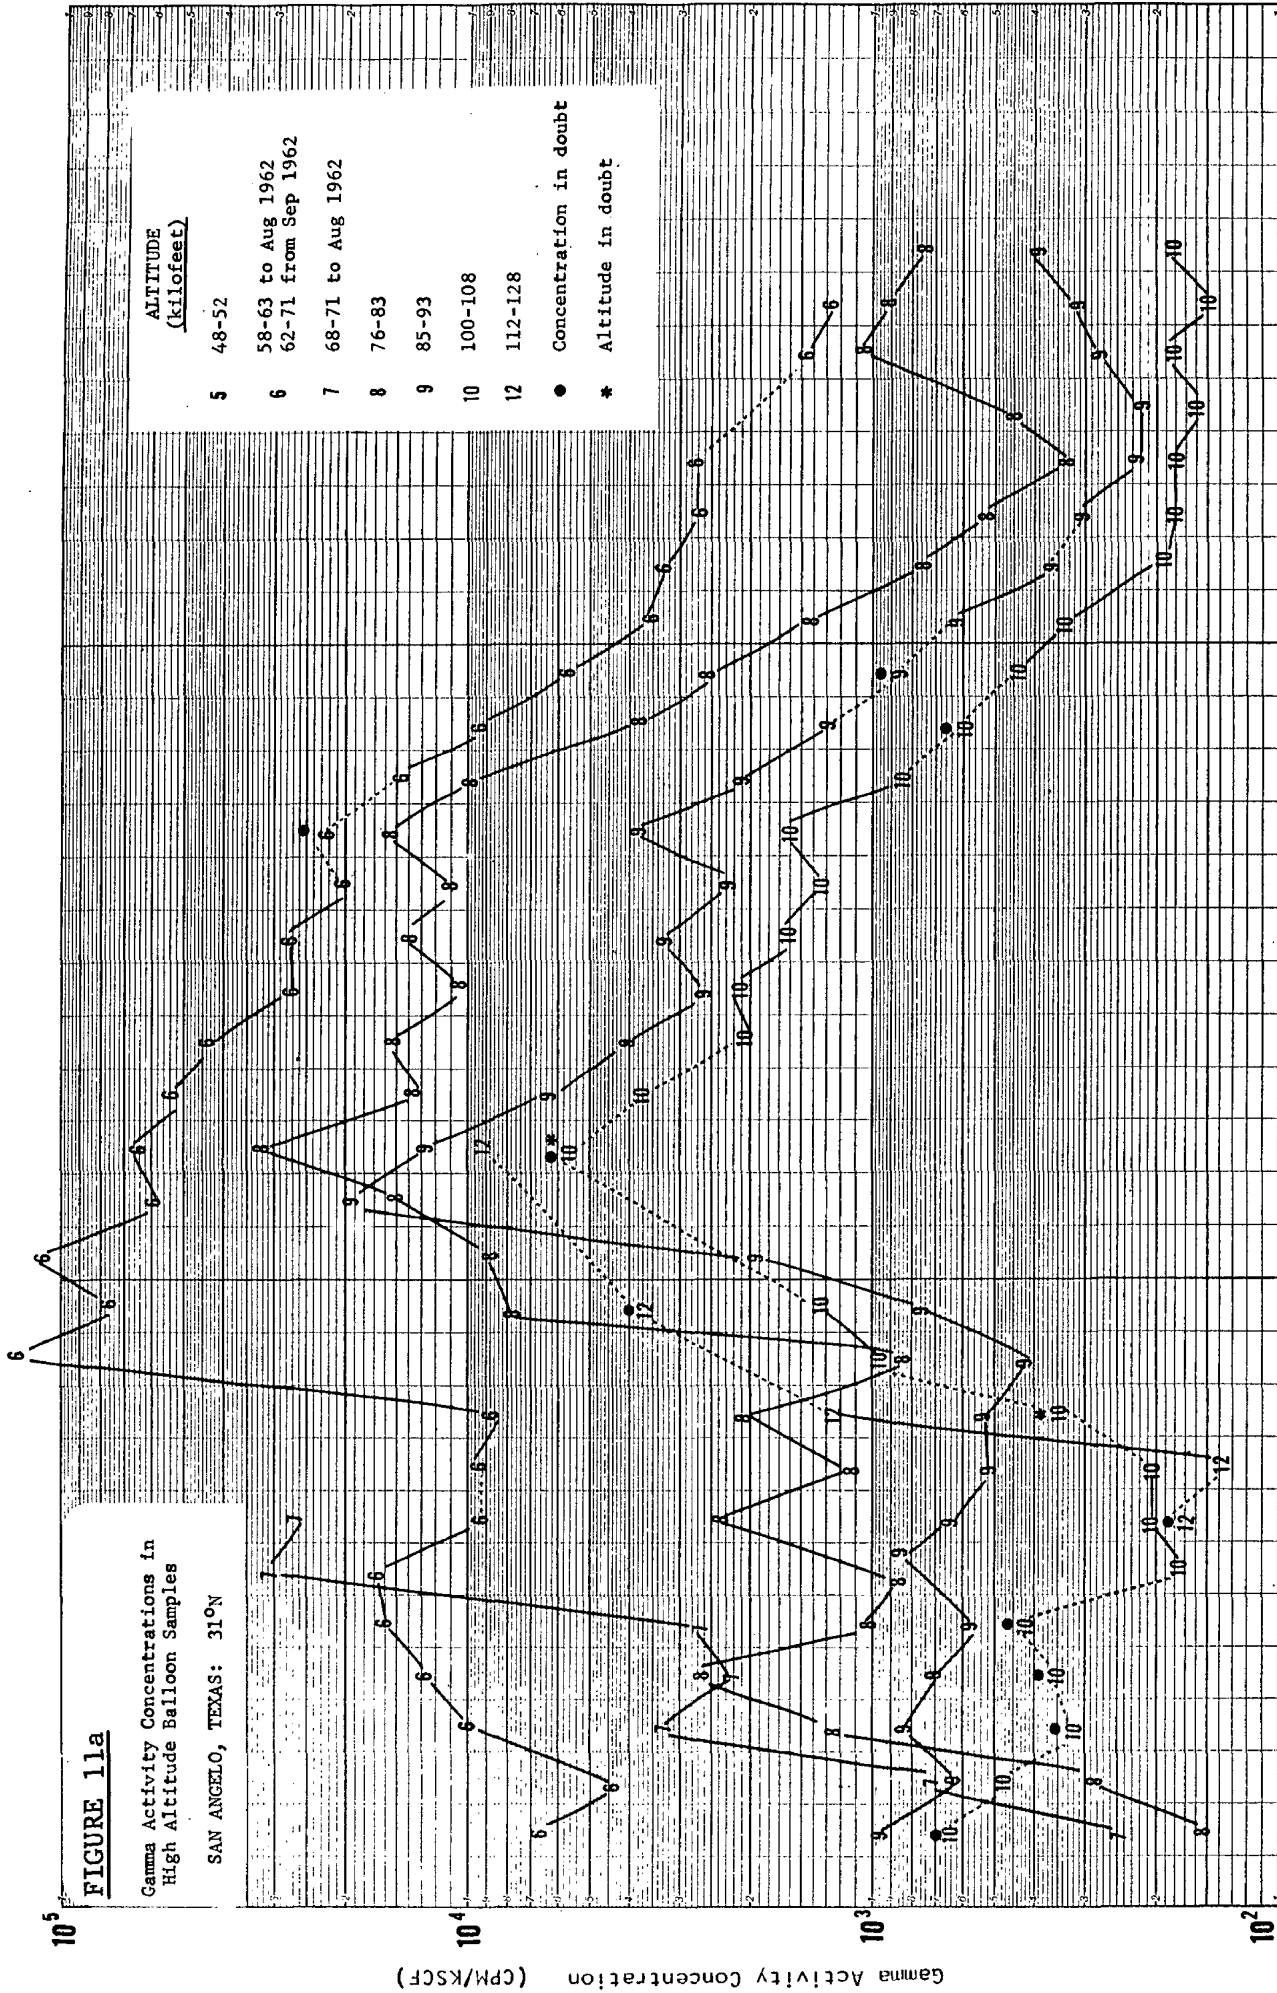 FIGURE 11a
Gamma Activity Concentrations in
High Altitude Balloon Samples
SAN ANGELO, TEXAS: 31°N
ALTITUDE
(kilofeet)
5 48-52
6 58-63 to Aug 1962
62-71 from Sep 1962
7 68-71 to Aug 1962
8 76-83
9 85-93
10 100-108
12 112-128
● Concentration in doubt
* Altitude in doubt
Gamma Activity Concentration (CPM/KSCF)
10⁵
10⁴
10³
10²